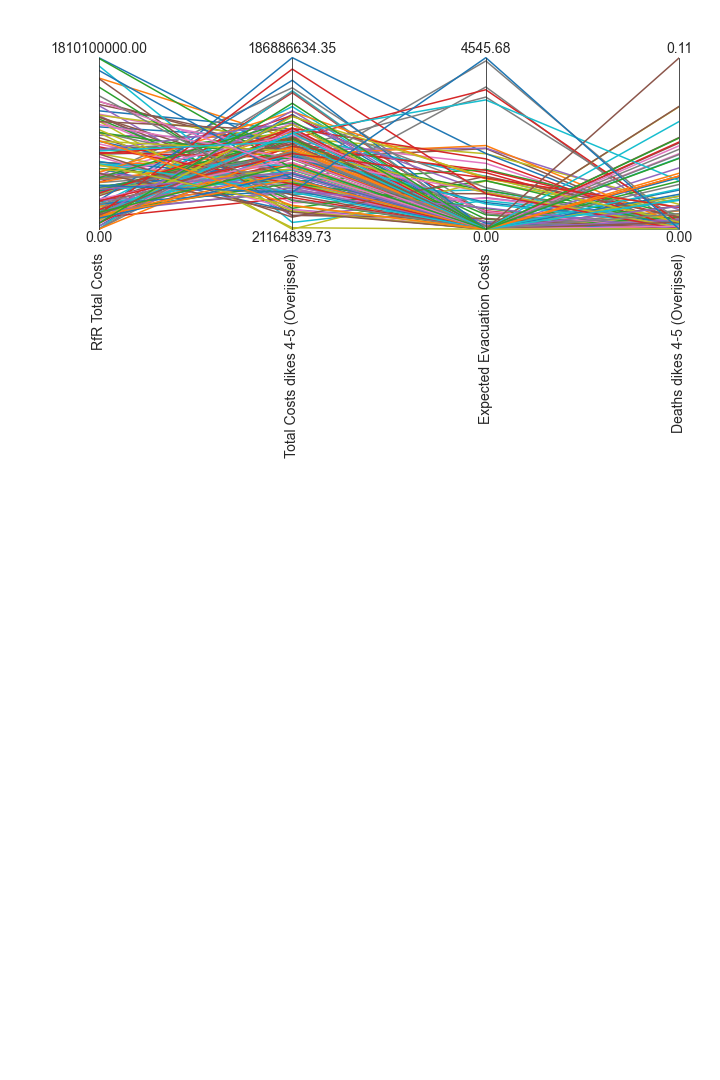 1810100000.00
186886634.35
4545.68
0.11
0.00
21164839.73
0.00
0.00
RfR Total Costs
Total Costs dikes 4-5 (Overijssel)
Expected Evacuation Costs
Deaths dikes 4-5 (Overijssel)